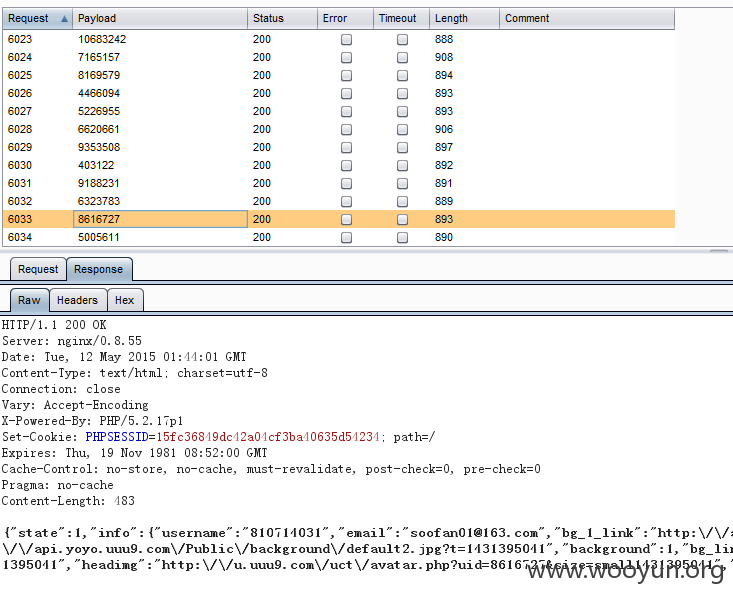 Request Payload Status Error Timeout Length Comment
6023 10683242 200 888
6024 7165157 200 908
6025 8169579 200 894
6026 4466094 200 893
6027 5226955 200 893
6028 6620661 200 906
6029 9353508 200 897
6030 403122 200 892
6031 9188231 200 891
6032 6323783 200 889
6033 8616727 200 893
6034 5005611 200 890
Request Response
Raw Headers Hex
HTTP/1.1 200 OK
Server: nginx/0.8.55
Date: Tue, 12 May 2015 01:44:01 GMT
Content-Type: text/html; charset=utf-8
Connection: close
Vary: Accept-Encoding
X-Powered-By: PHP/5.2.17p1
Set-Cookie: PHPSESSID=15fc36849dc42a04cf3ba40635d54234; path=/
Expires: Thu, 19 Nov 1981 08:52:00 GMT
Cache-Control: no-store, no-cache, must-revalidate, post-check=0, pre-check=0
Pragma: no-cache
Content-Length: 483
{"state":1,"info":{"username":"810714031","email":"soofan01@163.com","bg_1_link":"http:\/\/a
\/\/api.yoyo.uuu9.com\/Public\/background\/default2.jpg?t=1431395041","background":1,"bg_lin
1395041","heading":"http:\/\/u.uuu9.com\/uct\/avatar.php?uid=8616727&size=small1431395041",
www.wooyun.org